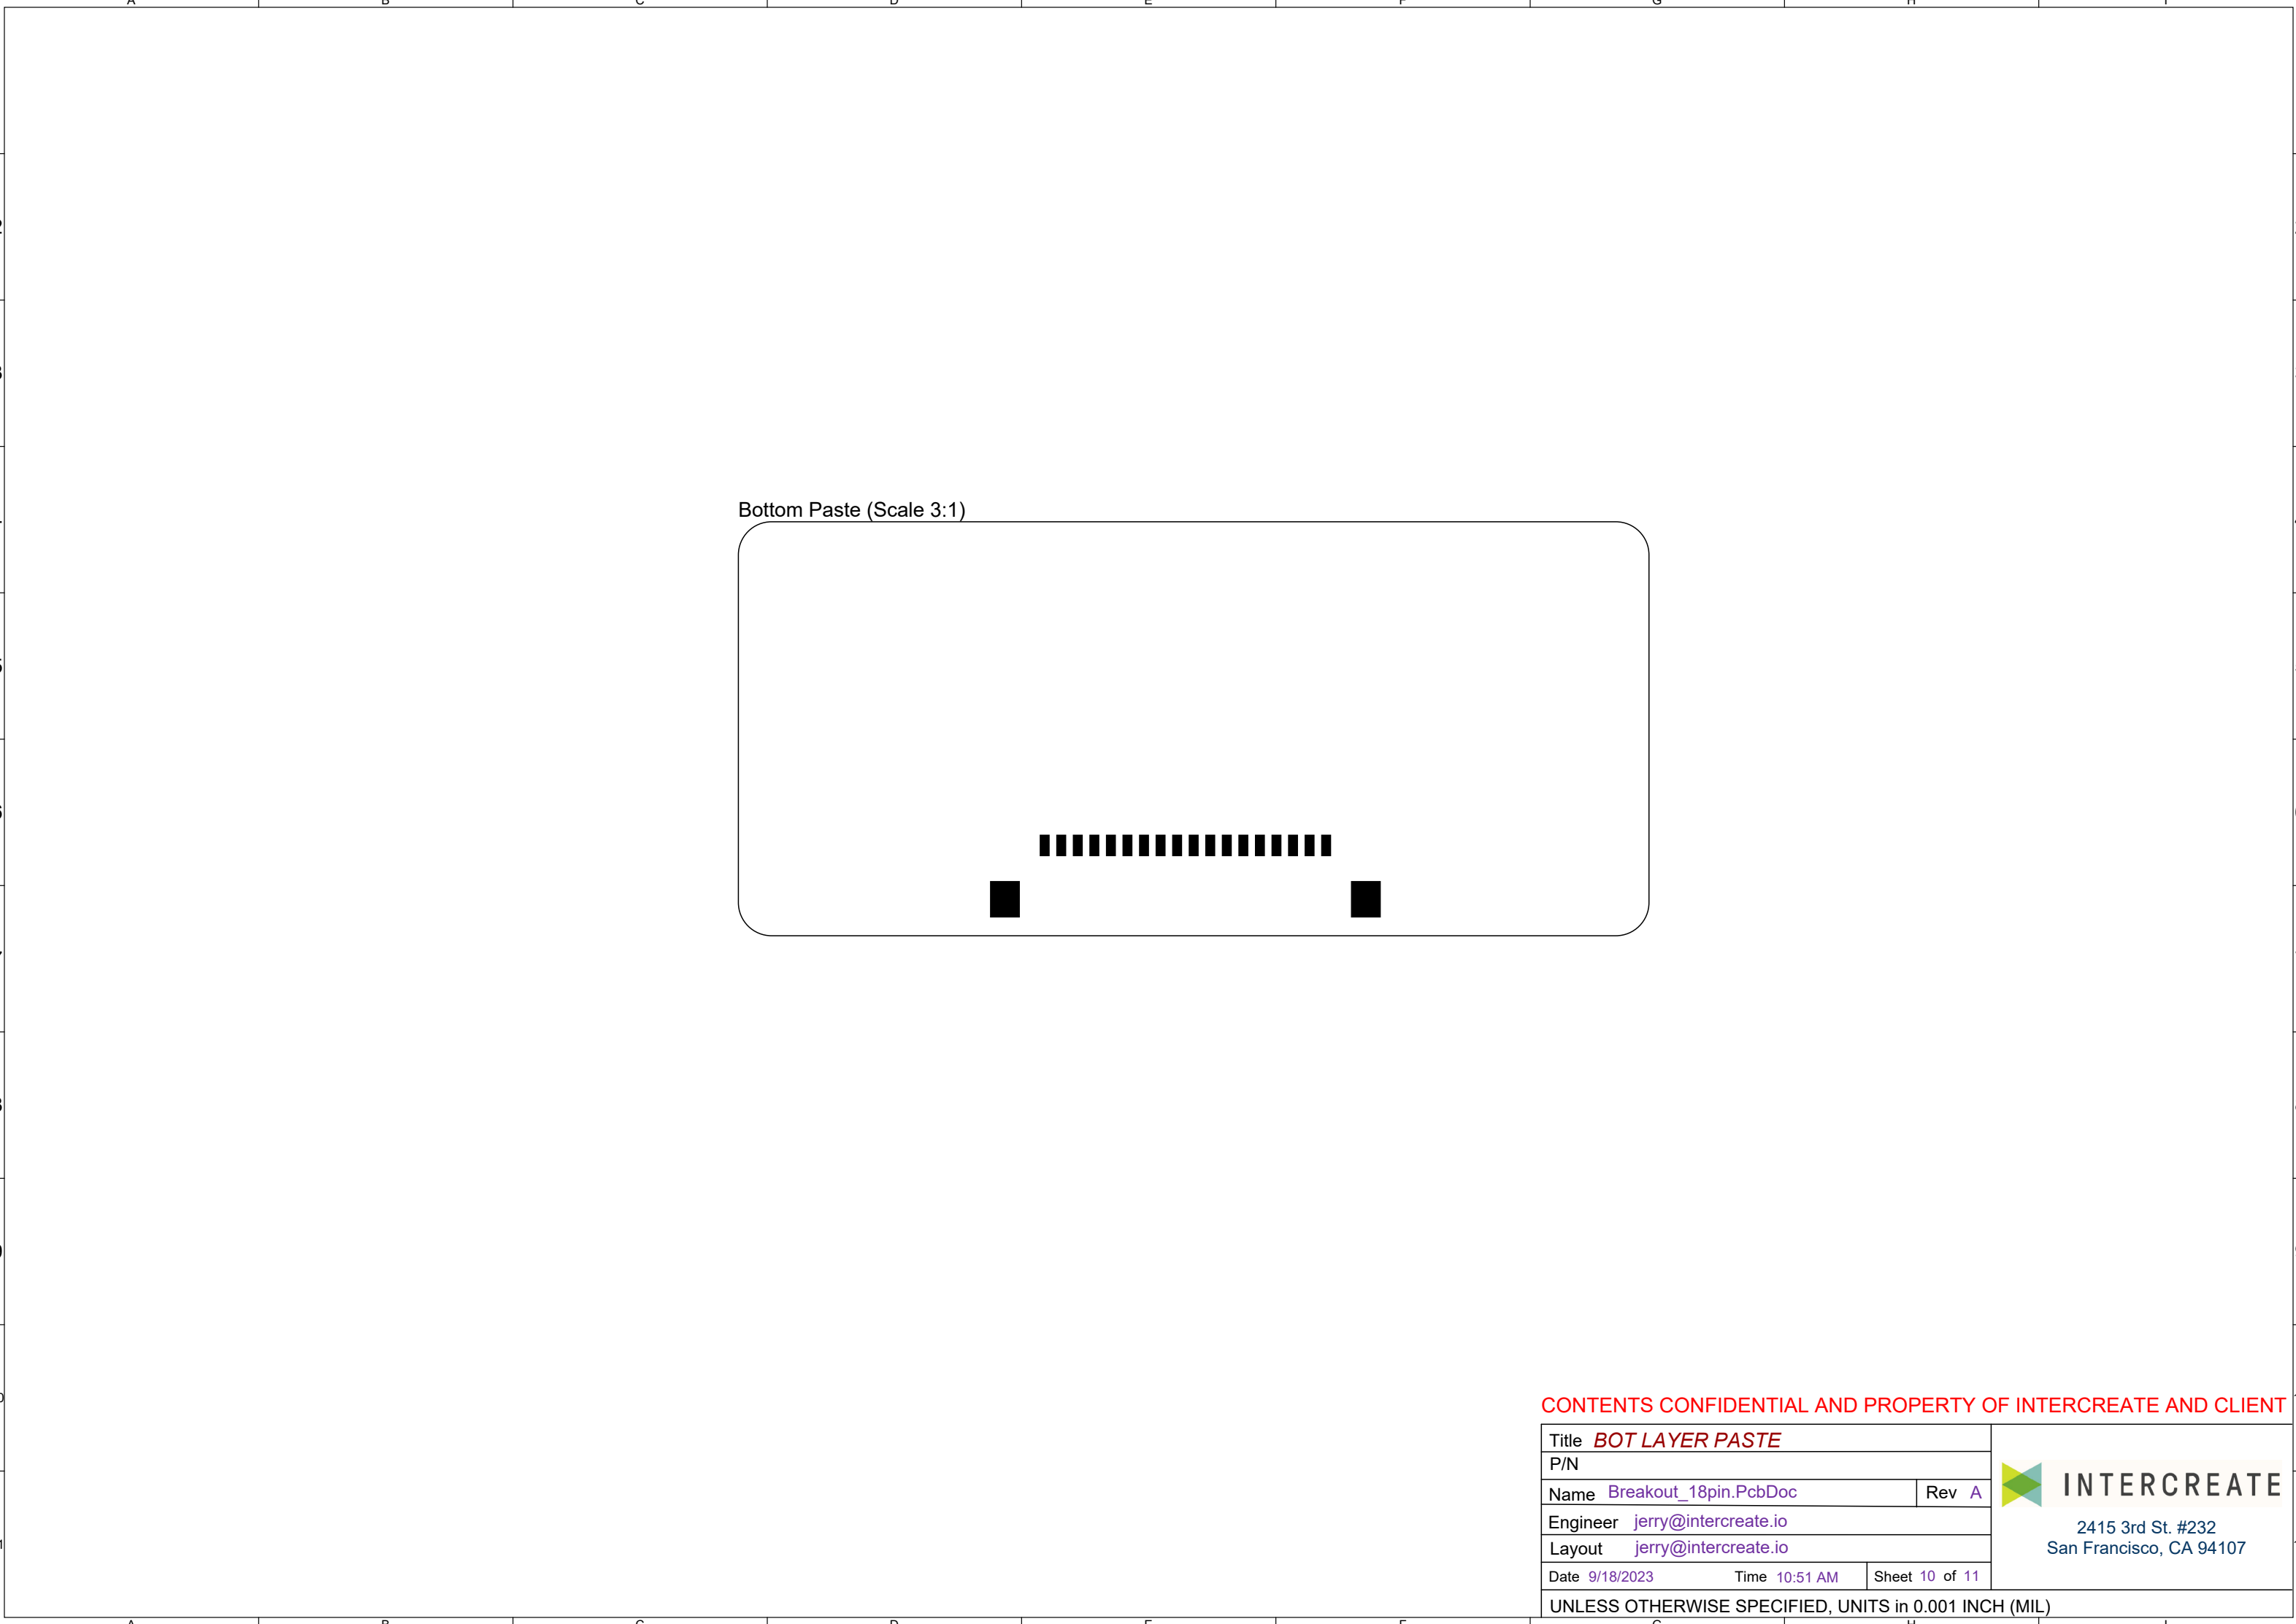 A B C D E F G H I
Bottom Paste (Scale 3:1)
CONTENTS CONFIDENTIAL AND PROPERTY OF INTERCREATE AND CLIENT
Title BOT LAYER PASTE
P/N
Name Breakout_18pin.PcbDoc Rev A
Engineer jerry@intercreate.io
Layout jerry@intercreate.io
Date 9/18/2023 Time 10:51 AM Sheet 10 of 11
UNLESS OTHERWISE SPECIFIED, UNITS in 0.001 INCH (MIL)
INTERCREATE
2415 3rd St. #232
San Francisco, CA 94107